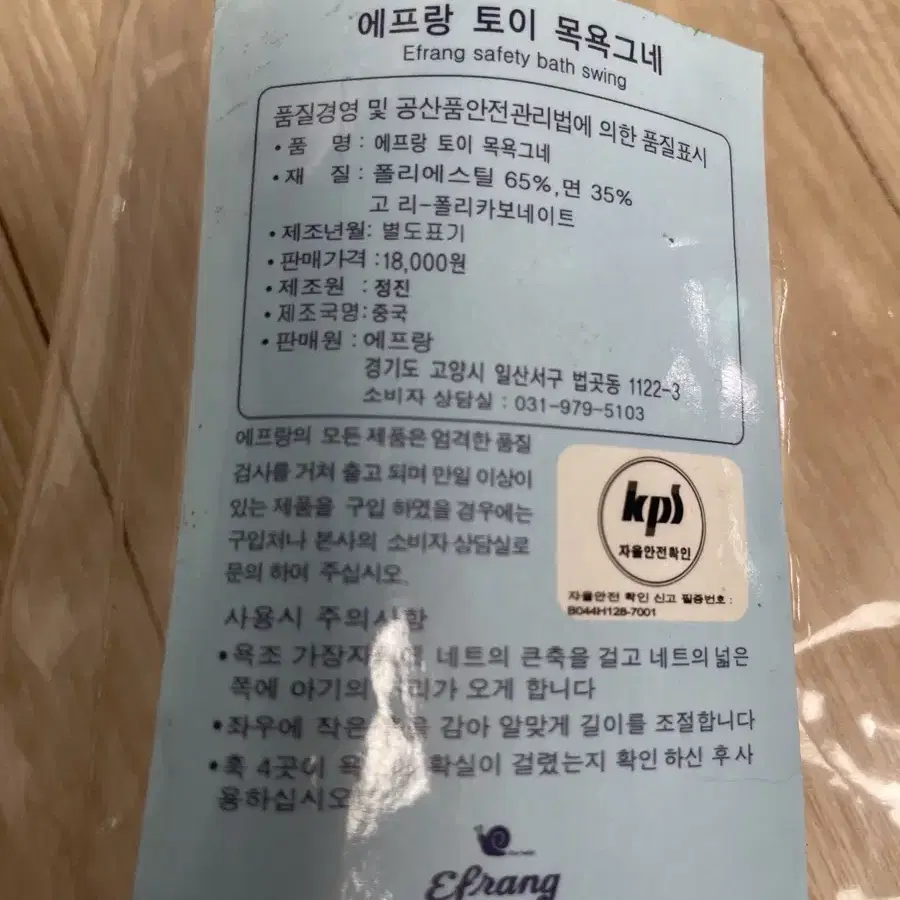 에프랑 토이 목욕그네
Efrang safety bath swing
품질경영 및 공산품안전관리법에 의한 품질표시
• 품 명 : 에프랑 토이 목욕그네
• 재 질 : 폴리에스틸 65%, 면 35%
고 리-폴리카보네이트
• 제조년월: 별도표기
• 판매가격 :18,000원
• 제조원 : 정진
• 제조국명: 중국
• 판매원 : 에프랑
경기도 고양시 일산서구 법곳동 1122-3
소비자 상담실 : 031-979-5103
에프랑의 모든 제품은 엄격한 품질
검사를 거쳐 출고 되며 만일 이상이
있는 제품을 구입 하였을 경우에는
구입처나 본사의 소비자 상담실로
문의 하여 주십시오.
kps
자율안전확인
자율안전 확인 신고 필증번호 :
B044H128-7001
사용시 주의사항
• 욕조 네트의 큰축을 걸고 네트의 넓은
쪽에 아기의 오게 합니다
• 좌우에 작은 감아 알맞게 길이를 조절합니다
• 훅 4곳이 확실이 걸렸는지 확인 하신 후 사
용하십시오
Efrang